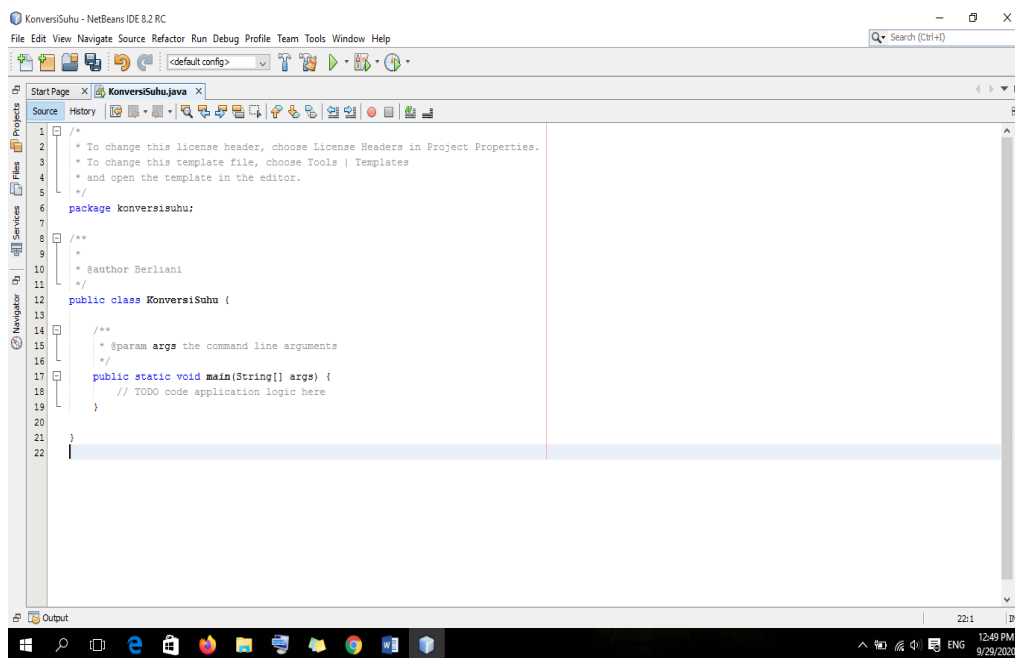 KonversiSuhu - NetBeans IDE 8.2 RC
File Edit View Navigate Source Refactor Run Debug Profile Team Tools Window Help
Search (Ctrl+I)
<default config>
Start Page
KonversiSuhu.java
Source History
Projects
Files
Services
Navigator
1 /*
2 * To change this license header, choose License Headers in Project Properties.
3 * To change this template file, choose Tools | Templates
4 * and open the template in the editor.
5 */
6 package konversisuhu;
7
8 /**
9 *
10 * @author Berliani
11 */
12 public class KonversiSuhu {
13
14 /**
15 * @param args the command line arguments
16 */
17 public static void main(String[] args) {
18 // TODO code application logic here
19 }
20
21 }
22
Output
22:1
ENG
12:49 PM
9/29/2020